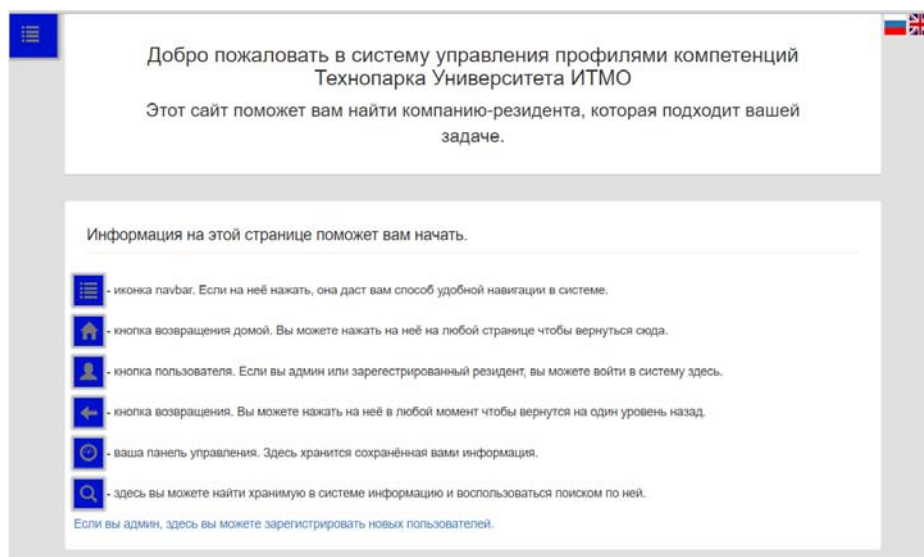 Добро пожаловать в систему управления профилями компетенций
Технопарка Университета ИТМО
Этот сайт поможет вам найти компанию-резидента, которая подходит вашей
задаче.
Информация на этой странице поможет вам начать.
- иконка navbar. Если на неё нажать, она даст вам способ удобной навигации в системе.
- кнопка возвращения домой. Вы можете нажать на неё на любой странице чтобы вернуться сюда.
- кнопка пользователя. Если вы админ или зарегестрированный резидент, вы можете войти в систему здесь.
- кнопка возвращения. Вы можете нажать на неё в любой момент чтобы вернутся на один уровень назад.
- ваша панель управления. Здесь хранится сохранённая вами информация.
- здесь вы можете найти хранимую в системе информацию и воспользоваться поиском по ней.
Если вы админ, здесь вы можете зарегистрировать новых пользователей.